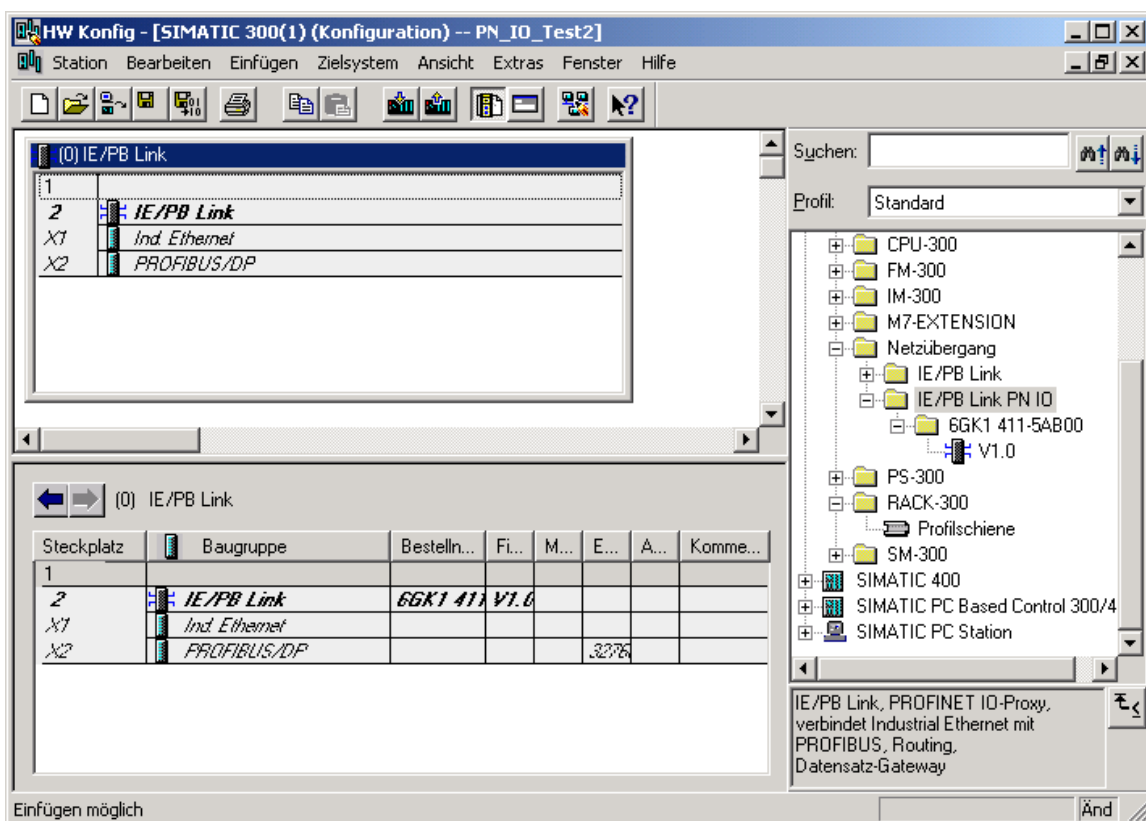 HW Konfig - [SIMATIC 300(1) (Konfiguration) -- PN_IO_Test2]
Station Bearbeiten Einfügen Zielsystem Ansicht Extras Fenster Hilfe
(0) IE/PB Link
1
2 IE/PB Link
X1 Ind. Ethernet
X2 PROFIBUS/DP
Suchen:
Profil: Standard
CPU-300
FM-300
IM-300
M7-EXTENSION
Netzübergang
IE/PB Link
IE/PB Link PN IO
6GK1 411-5AB00
V1.0
PS-300
RACK-300
Profilschiene
SM-300
SIMATIC 400
SIMATIC PC Based Control 300/4
SIMATIC PC Station
(0) IE/PB Link
Steckplatz Baugruppe Bestelln... Fi... M... E... A... Komme...
1
2 IE/PB Link 6GK1 411 V1.0
X1 Ind. Ethernet
X2 PROFIBUS/DP 3276
IE/PB Link, PROFINET IO-Proxy,
verbindet Industrial Ethernet mit
PROFIBUS, Routing,
Datensatz-Gateway
Einfügen möglich
Änd